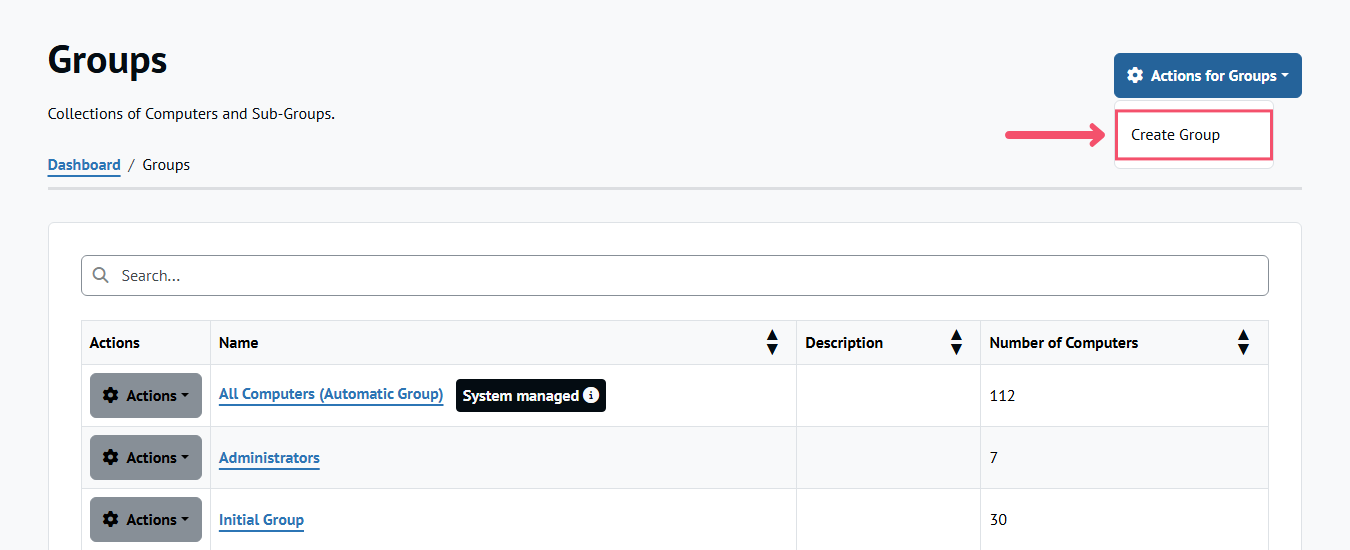 Groups
Actions for Groups
Collections of Computers and Sub-Groups.
Create Group
Dashboard / Groups
Search...
Actions Name Description Number of Computers
Actions All Computers (Automatic Group) System managed 112
Actions Administrators 7
Actions Initial Group 30